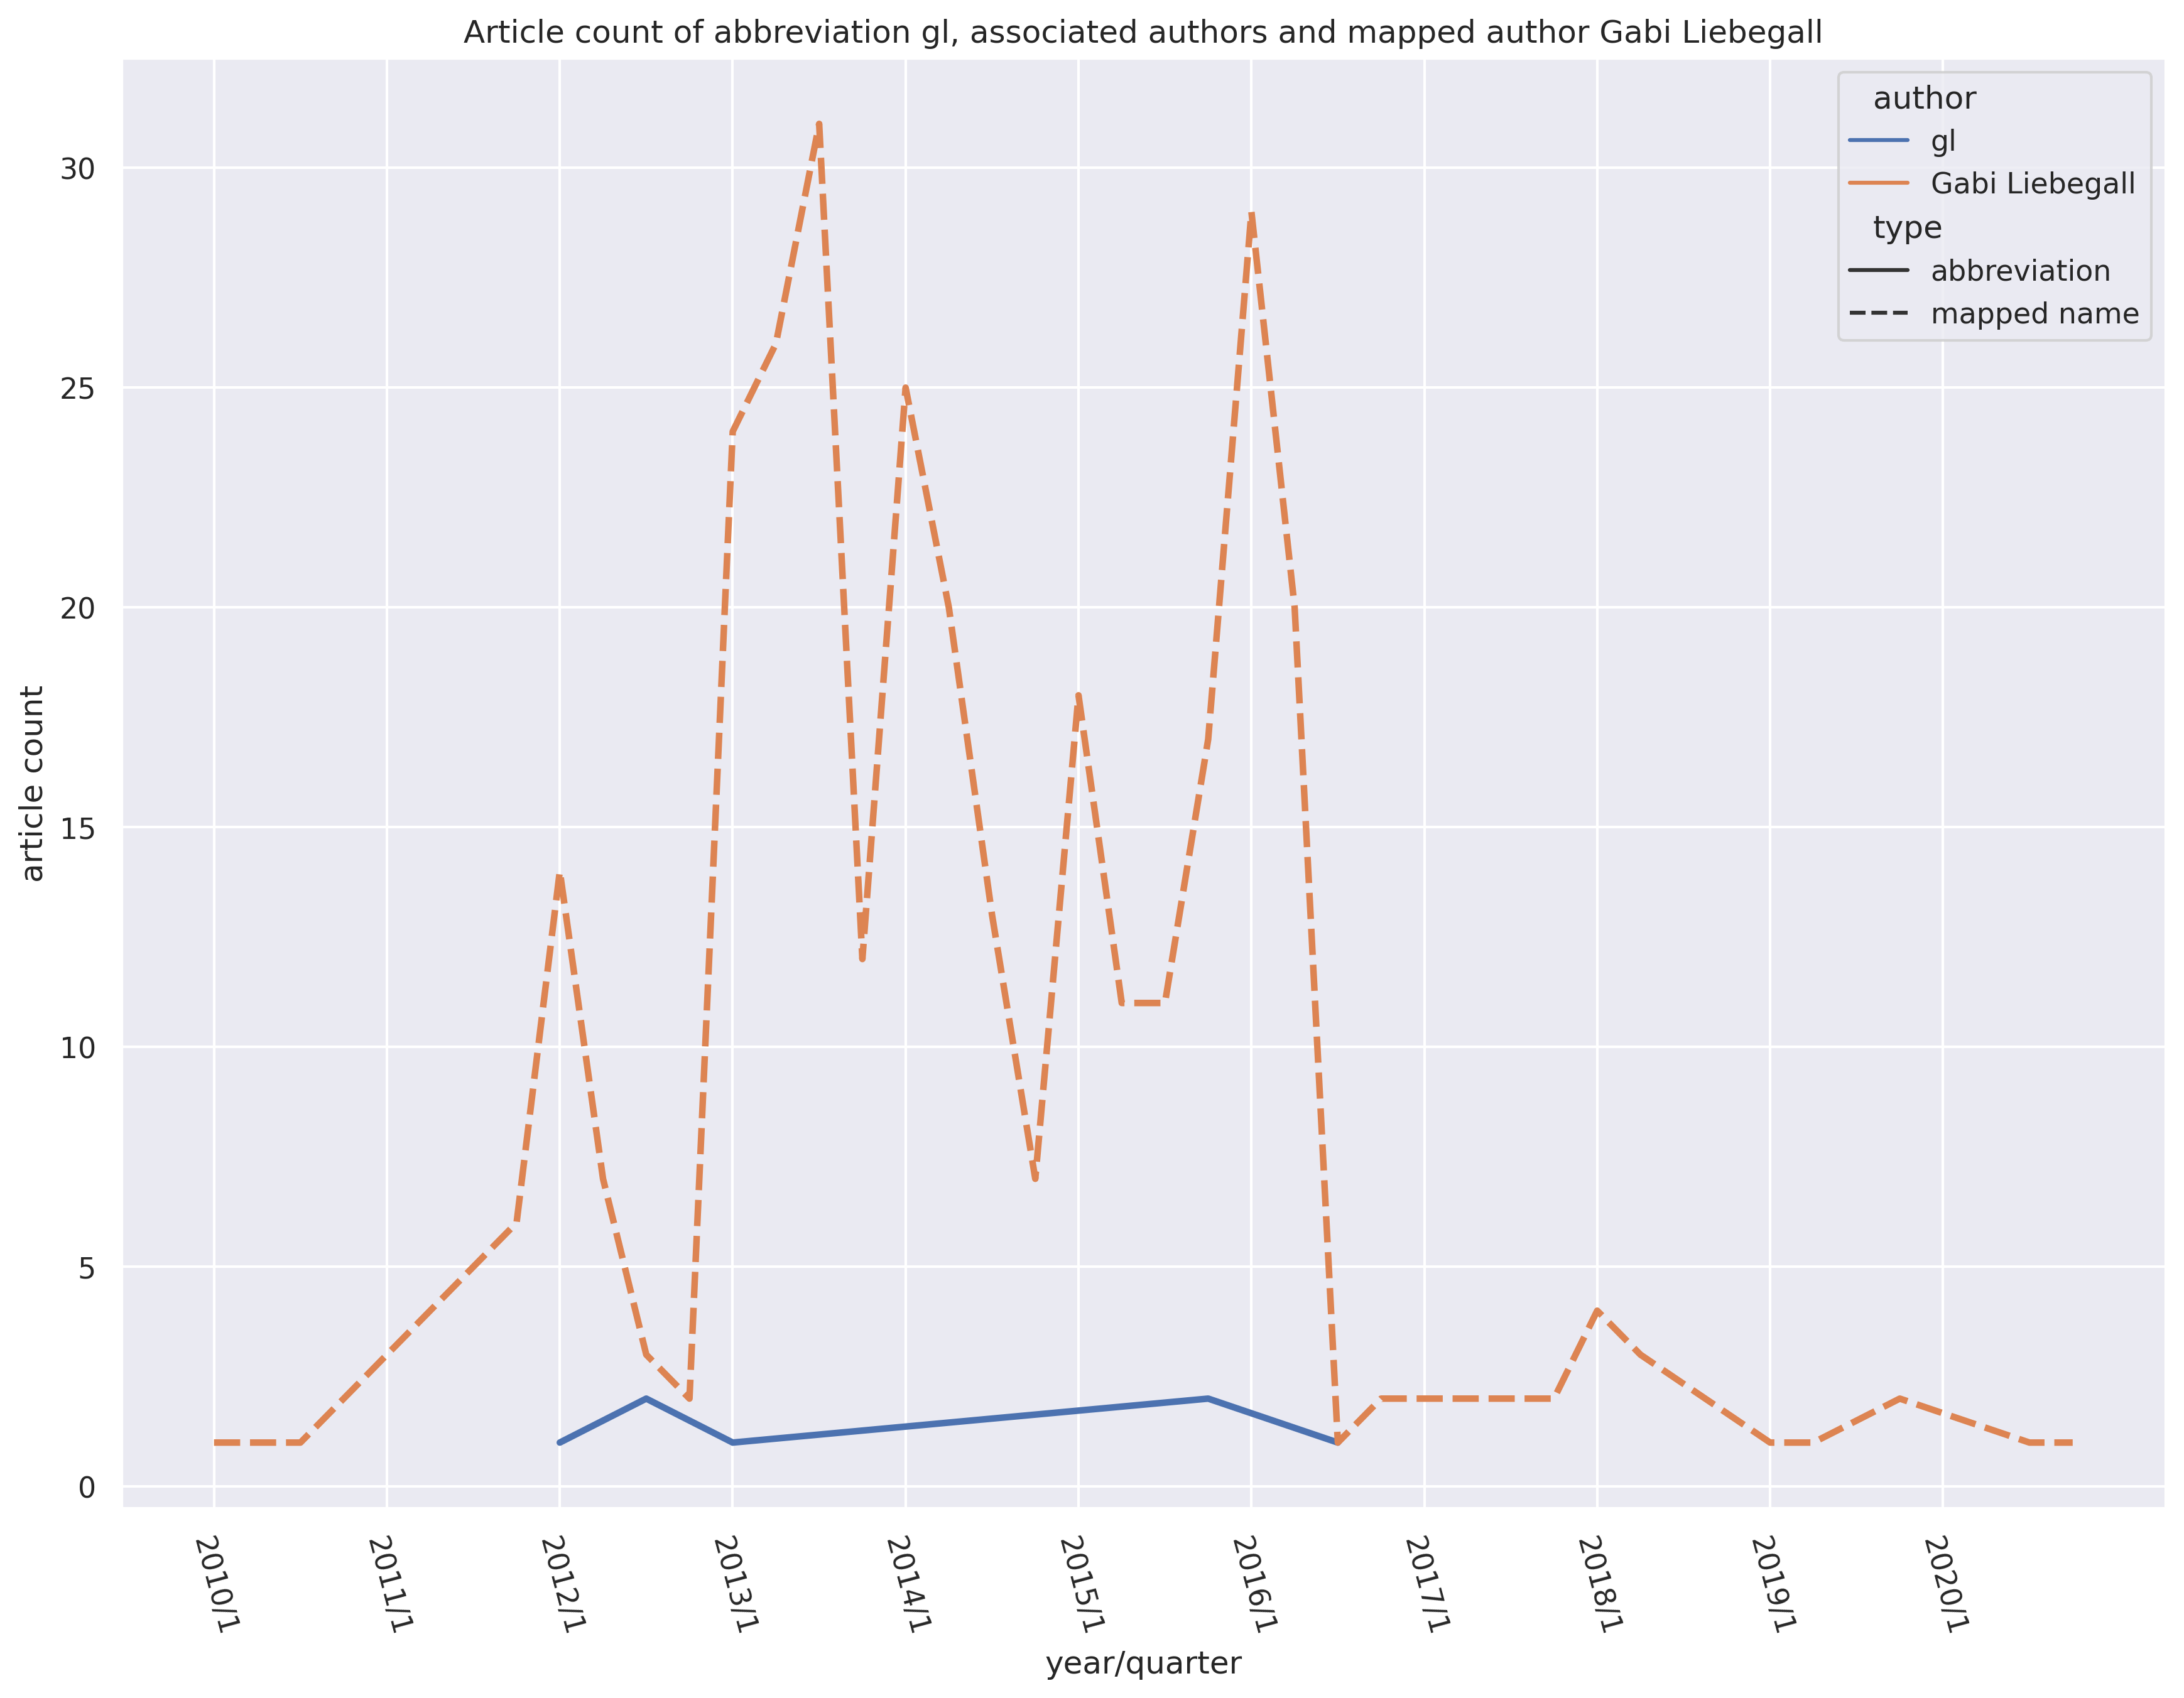 Article count of abbreviation gl, associated authors and mapped author Gabi Liebegall
author
gl
Gabi Liebegall
type
abbreviation
mapped name
article count
30
25
20
15
10
5
0
2010/1
2011/1
2012/1
2013/1
2014/1
2015/1
2016/1
2017/1
2018/1
2019/1
2020/1
year/quarter